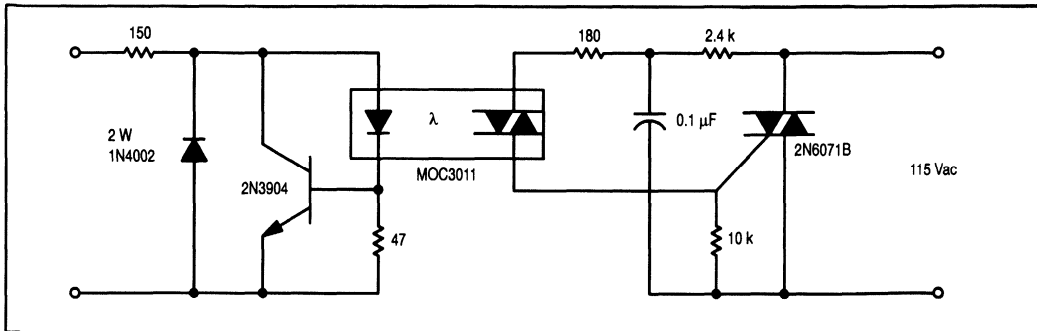 150
180
2.4 k
λ
0.1 μF
2 W
1N4002
2N6071B
MOC3011
115 Vac
2N3904
47
10 k